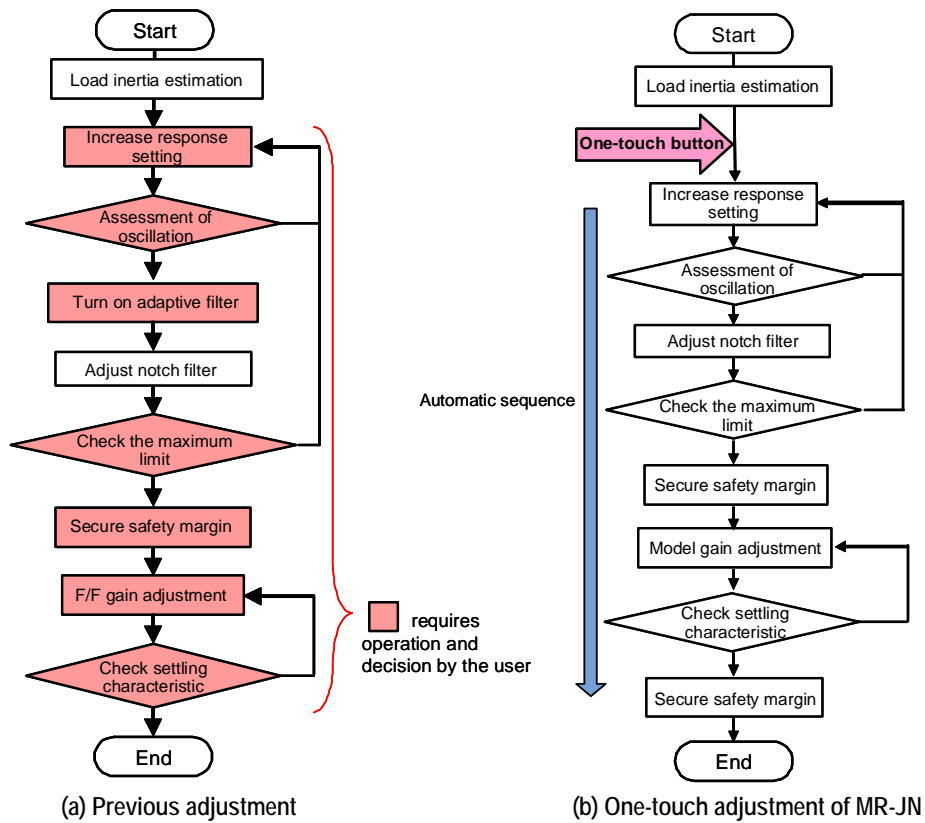 Start
Load inertia estimation
Increase response
setting
Assessment of
oscillation
Turn on adaptive filter
Adjust notch filter
Check the maximum
limit
Secure safety margin
F/F gain adjustment
Check settling
characteristic
End
requires
operation and
decision by the user
(a) Previous adjustment
Start
Load inertia estimation
One-touch button
Increase response
setting
Assessment of
oscillation
Adjust notch filter
Automatic sequence
Check the maximum
limit
Secure safety margin
Model gain adjustment
Check settling
characteristic
Secure safety margin
End
(b) One-touch adjustment of MR-JN